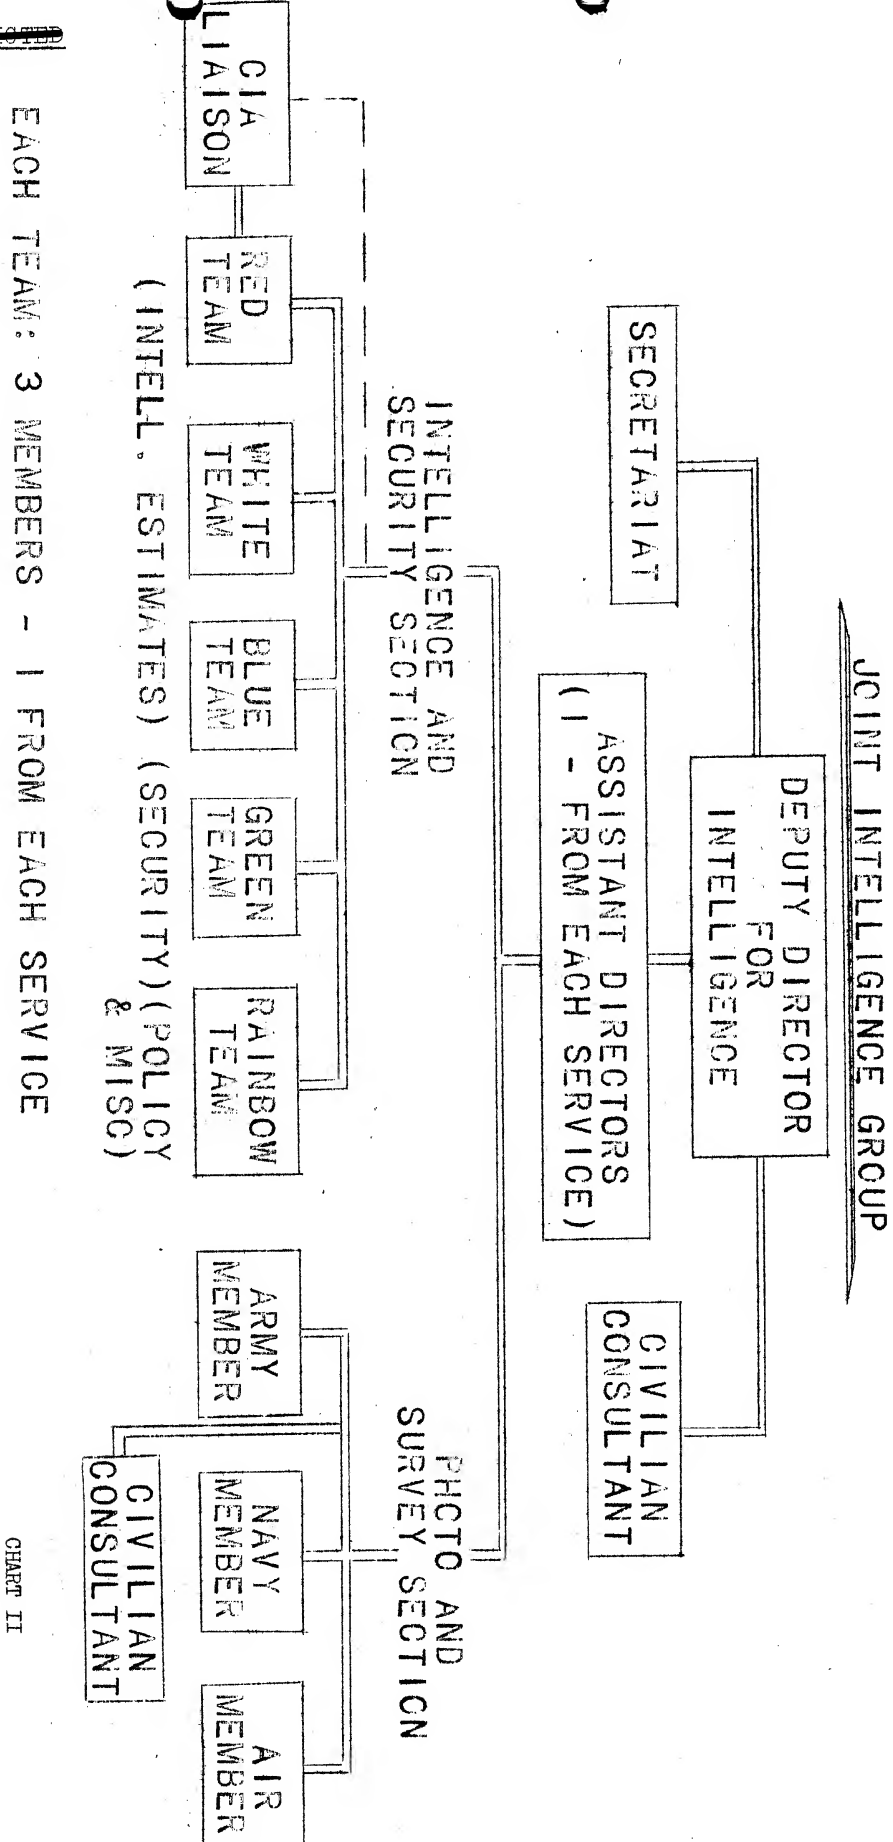 JOINT INTELLIGENCE GROUP
DEPUTY DIRECTOR
FOR
INTELLIGENCE
SECRETARIAT
CIVILIAN
CONSULTANT
ASSISTANT DIRECTORS
(1 - FROM EACH SERVICE)
INTELLIGENCE AND
SECURITY SECTION
PHOTO AND
SURVEY SECTION
CIA
LIAISON
RED
TEAM
WHITE
TEAM
BLUE
TEAM
GREEN
TEAM
RAINBOW
TEAM
ARMY
MEMBER
NAVY
MEMBER
AIR
MEMBER
(INTELL. ESTIMATES) (SECURITY)(POLICY
& MISC)
CIVILIAN
CONSULTANT
EACH TEAM: 3 MEMBERS - 1 FROM EACH SERVICE
CHART II